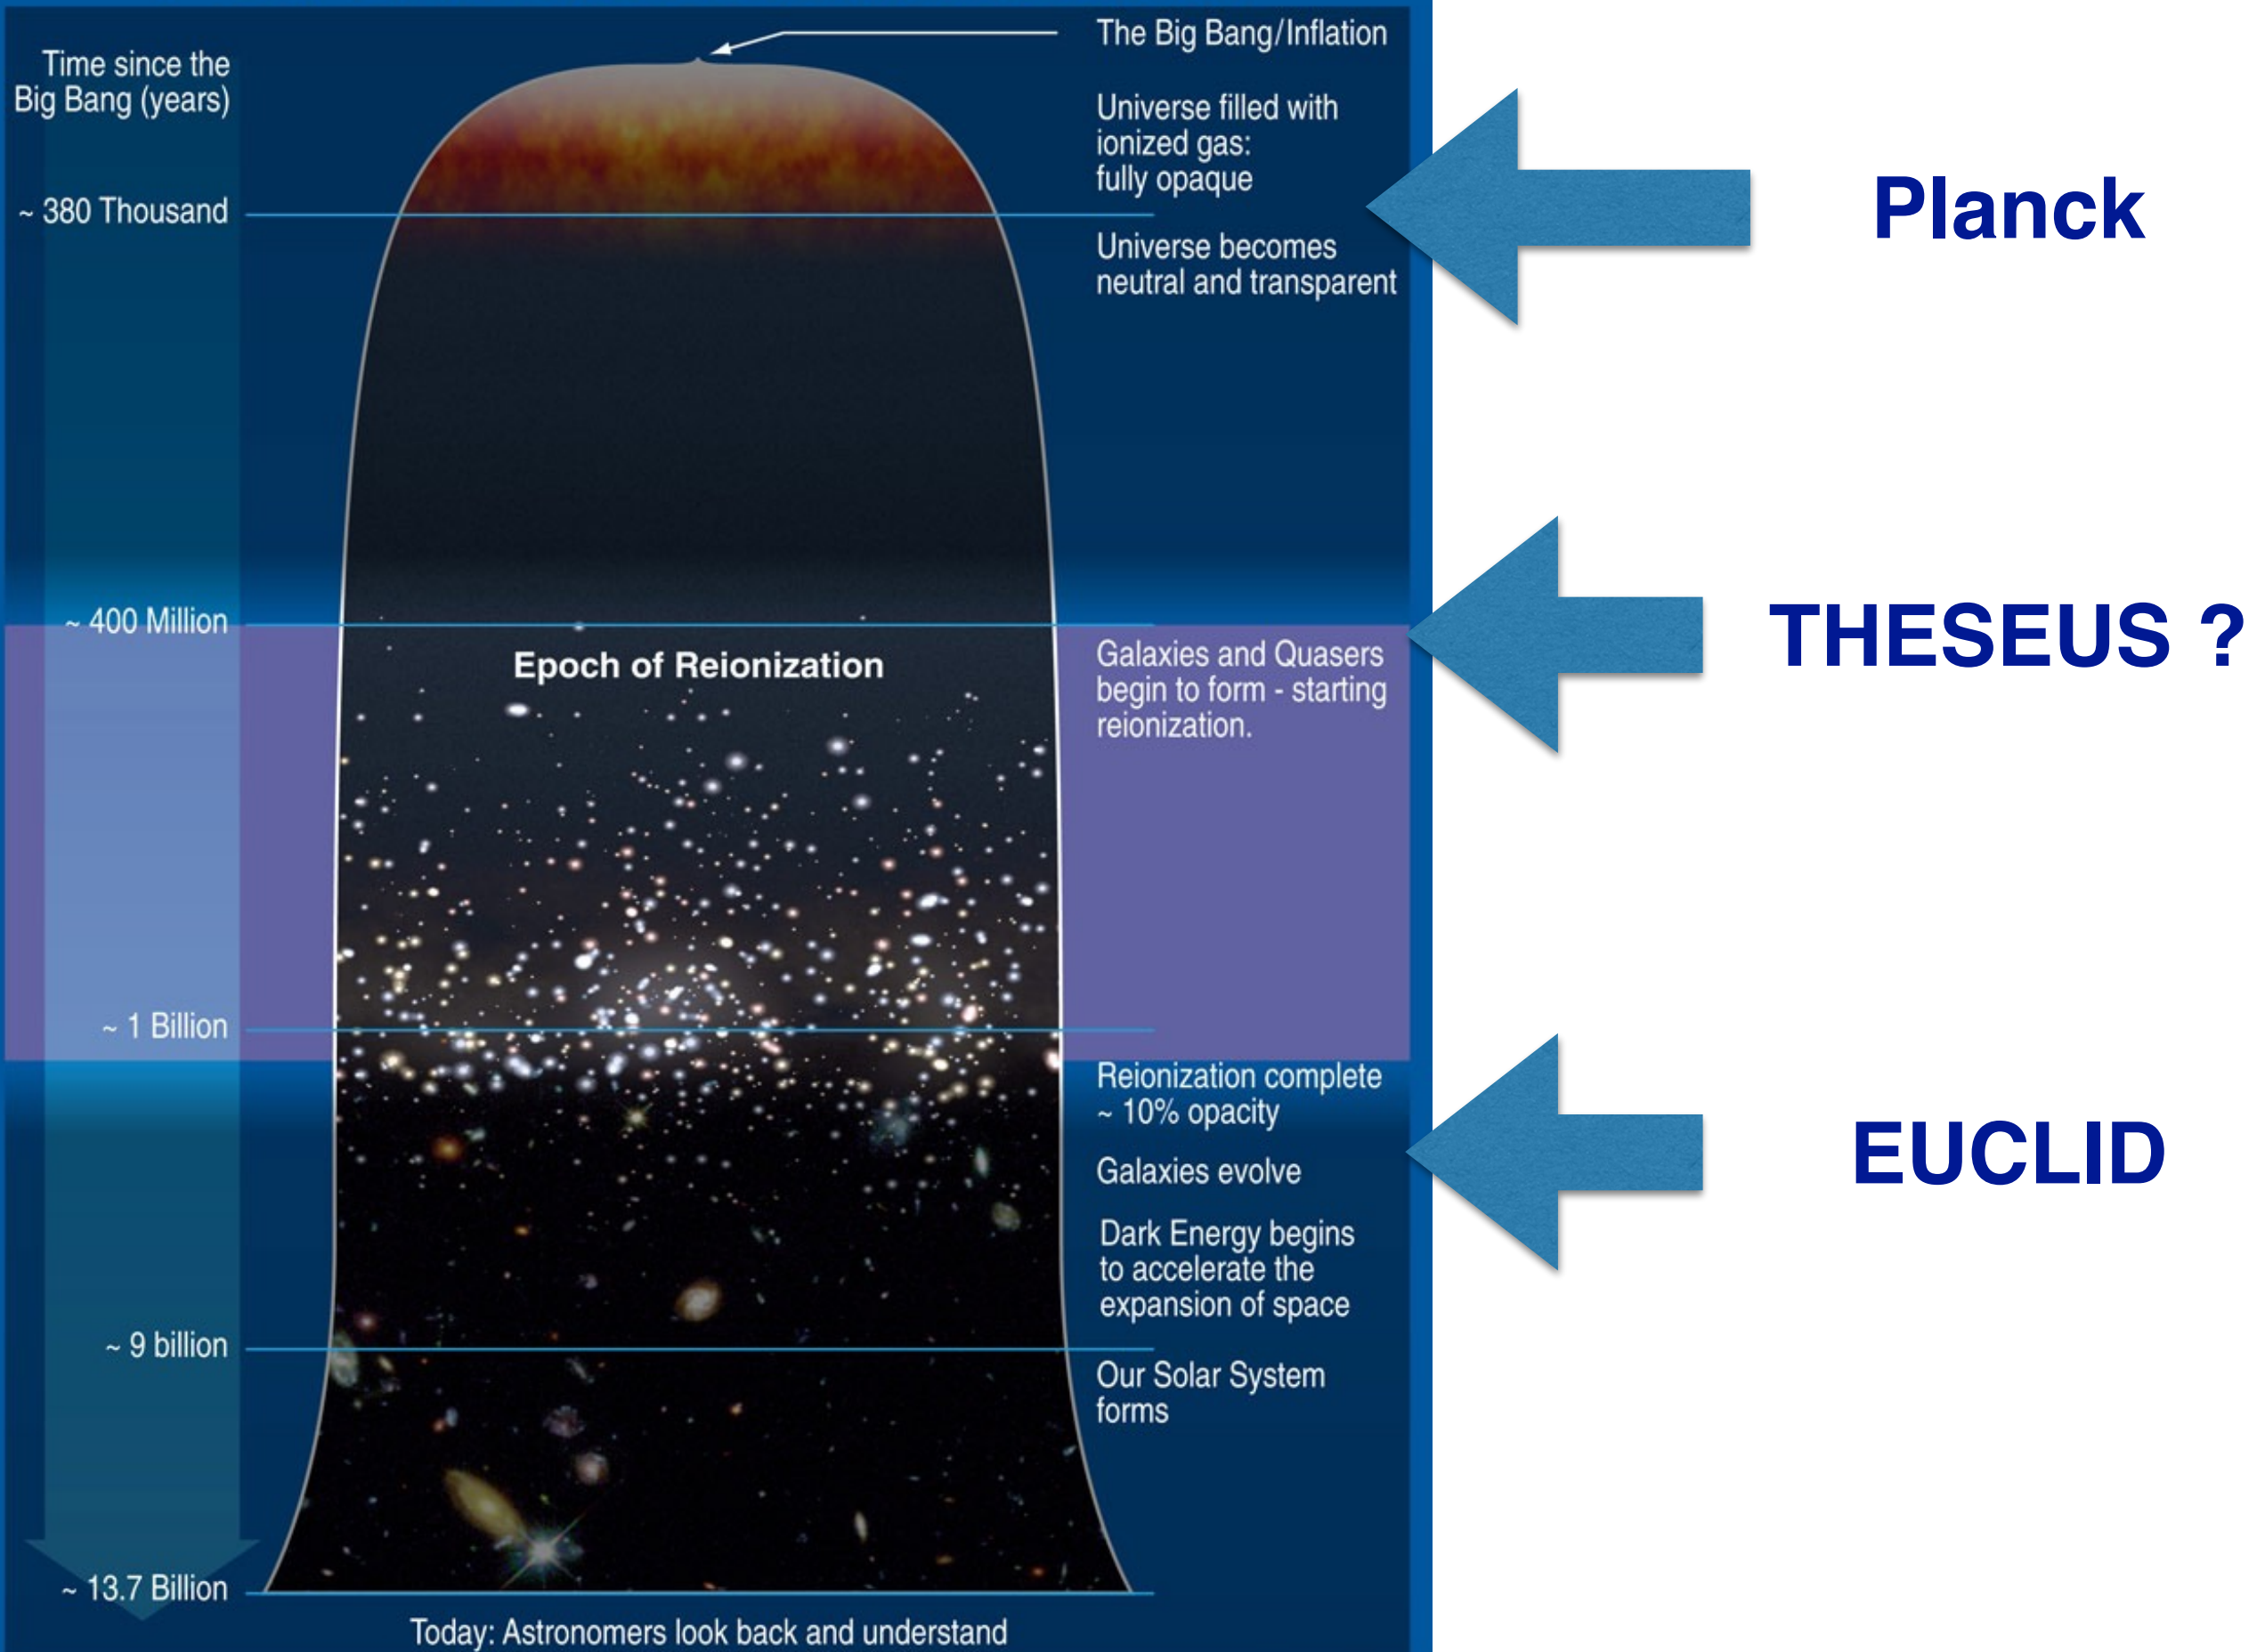 Time since the
Big Bang (years)
The Big Bang/Inflation
Universe filled with
ionized gas:
fully opaque
~ 380 Thousand
Universe becomes
neutral and transparent
Planck
~ 400 Million
Epoch of Reionization
Galaxies and Quasers
begin to form - starting
reionization.
THESEUS ?
~ 1 Billion
Reionization complete
~ 10% opacity
Galaxies evolve
EUCLID
Dark Energy begins
to accelerate the
expansion of space
~ 9 billion
Our Solar System
forms
~ 13.7 Billion
Today: Astronomers look back and understand